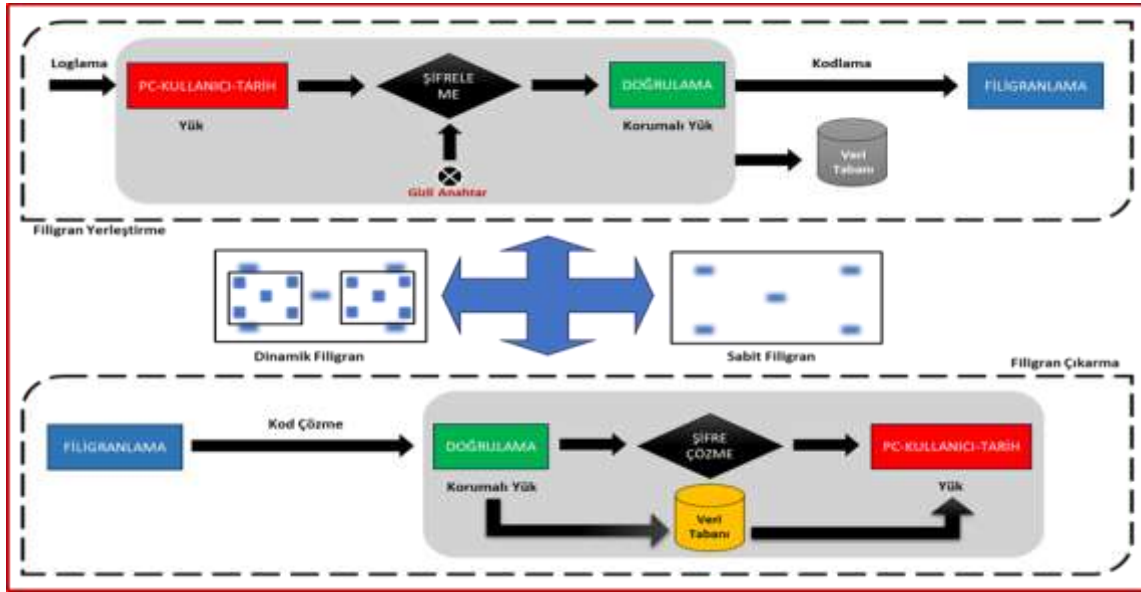 Loglama
PC-KULLANICI-TARİH
Yük
ŞİFRELE
ME
Gizli Anahtar
DOĞRULAMA
Korumalı Yük
Kodlama
FİLİGRANLAMA
Veri
Tabanı
Filigran Yerleştirme
Dinamik Filigran
Sabit Filigran
Filigran Çıkarma
FİLİGRANLAMA
Kod Çözme
DOĞRULAMA
Korumalı Yük
ŞİFRE
ÇÖZME
Veri
Tabanı
PC-KULLANICI-TARİH
Yük